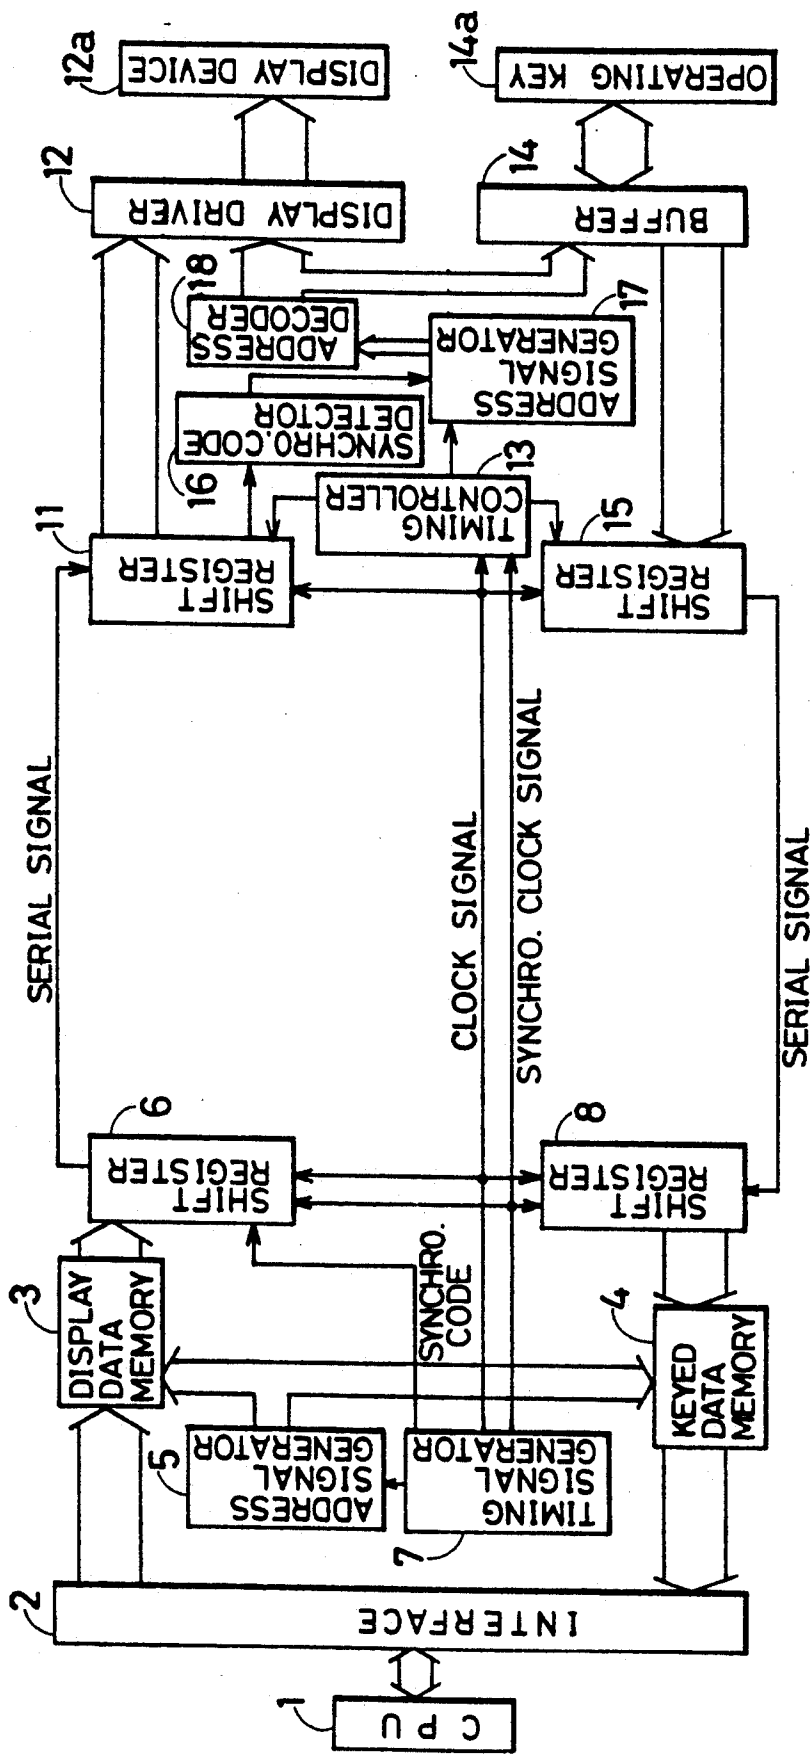 1
CPU
2
INTERFACE
3
DISPLAY
DATA
MEMORY
5
ADDRESS
SIGNAL
GENERATOR
7
TIMING
SIGNAL
GENERATOR
4
KEYED
DATA
MEMORY
SYNCHRO.
CODE
6
SHIFT
REGISTER
8
SHIFT
REGISTER
SERIAL SIGNAL
CLOCK SIGNAL
SYNCHRO. CLOCK SIGNAL
SERIAL SIGNAL
11
SHIFT
REGISTER
13
TIMING
CONTROLLER
15
SHIFT
REGISTER
16
SYNCHRO.CODE
DETECTOR
17
ADDRESS
SIGNAL
GENERATOR
18
ADDRESS
DECODER
12
DISPLAY DRIVER
14
BUFFER
12a
DISPLAY DEVICE
14a
OPERATING KEY